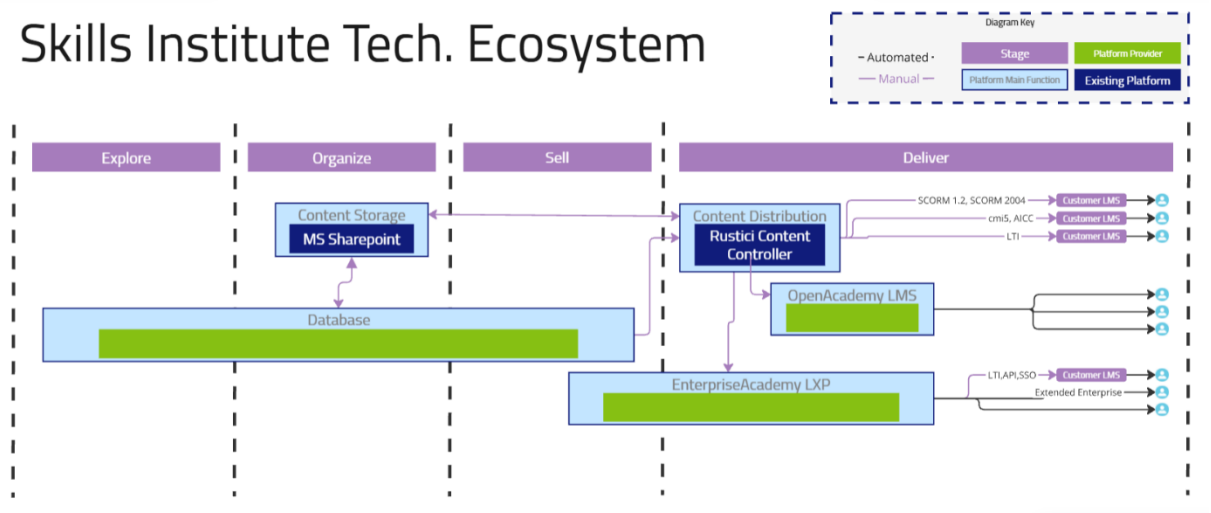 Skills Institute Tech. Ecosystem
Diagram Key
Automated
Manual
Stage
Platform Provider
Platform Main Function
Existing Platform
Explore
Organize
Sell
Deliver
Content Storage
MS Sharepoint
Content Distribution
Rustici Content
Controller
SCORM 1.2, SCORM 2004
Customer LMS
cmi5, AICC
Customer LMS
LTI
Customer LMS
OpenAcademy LMS
Database
EnterpriseAcademy LXP
LTI,API,SSO
Customer LMS
Extended Enterprise